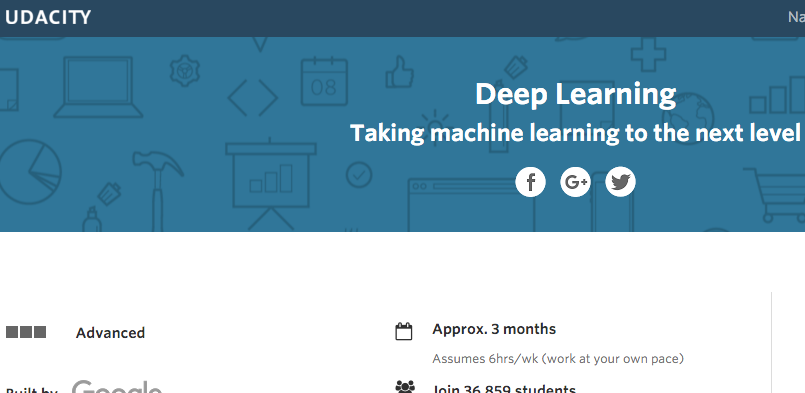 UDACITY
Na
08
Deep Learning
Taking machine learning to the next level
f
G+
Advanced
Approx. 3 months
Assumes 6hrs/wk (work at your own pace)
Built by Google
Join 36,859 students